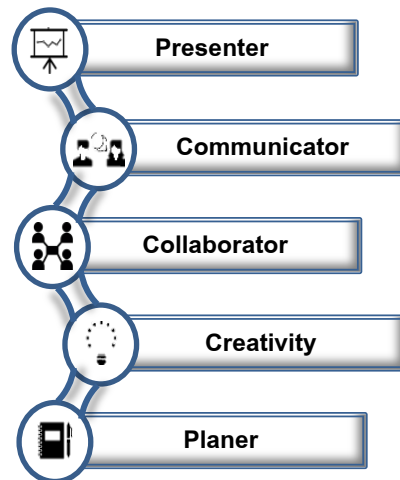 Presenter
Communicator
Collaborator
Creativity
Planer